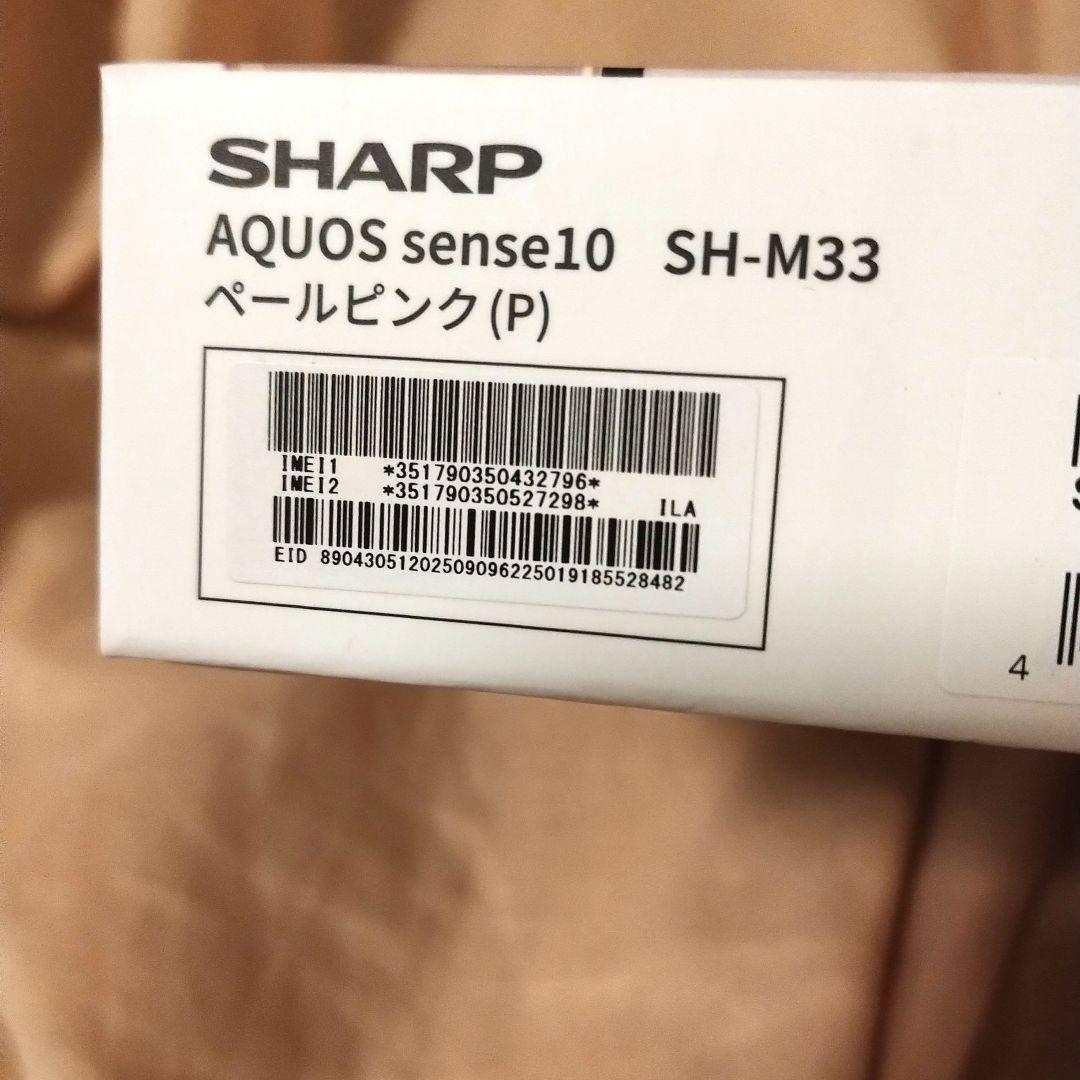 SHARP
AQUOS sense10 SH-M33
ペールピンク(P)
IMEI1 *351790350432796*
IMEI2 *351790350527298* ILA
EID 89043051202509096225019185528482
4